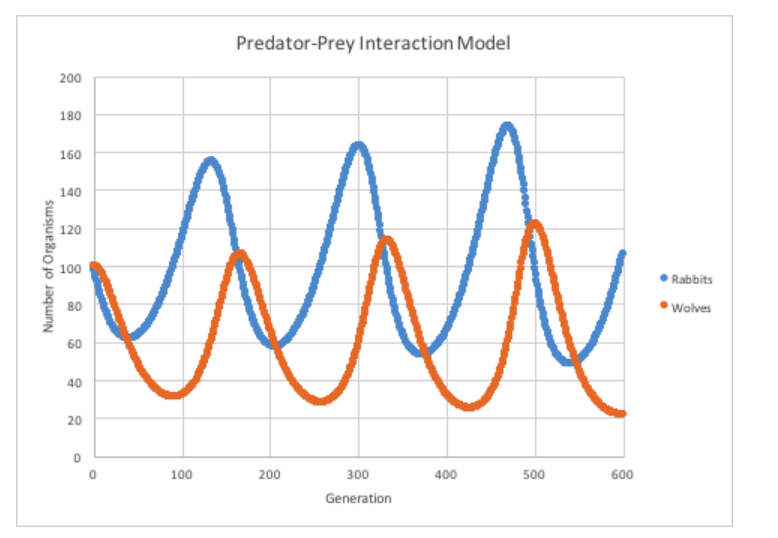 Predator-Prey Interaction Model
200
180
160
140
120
100
80
60
40
20
0
Number of Organisms
0 100 200 300 400 500 600
Generation
Rabbits
Wolves